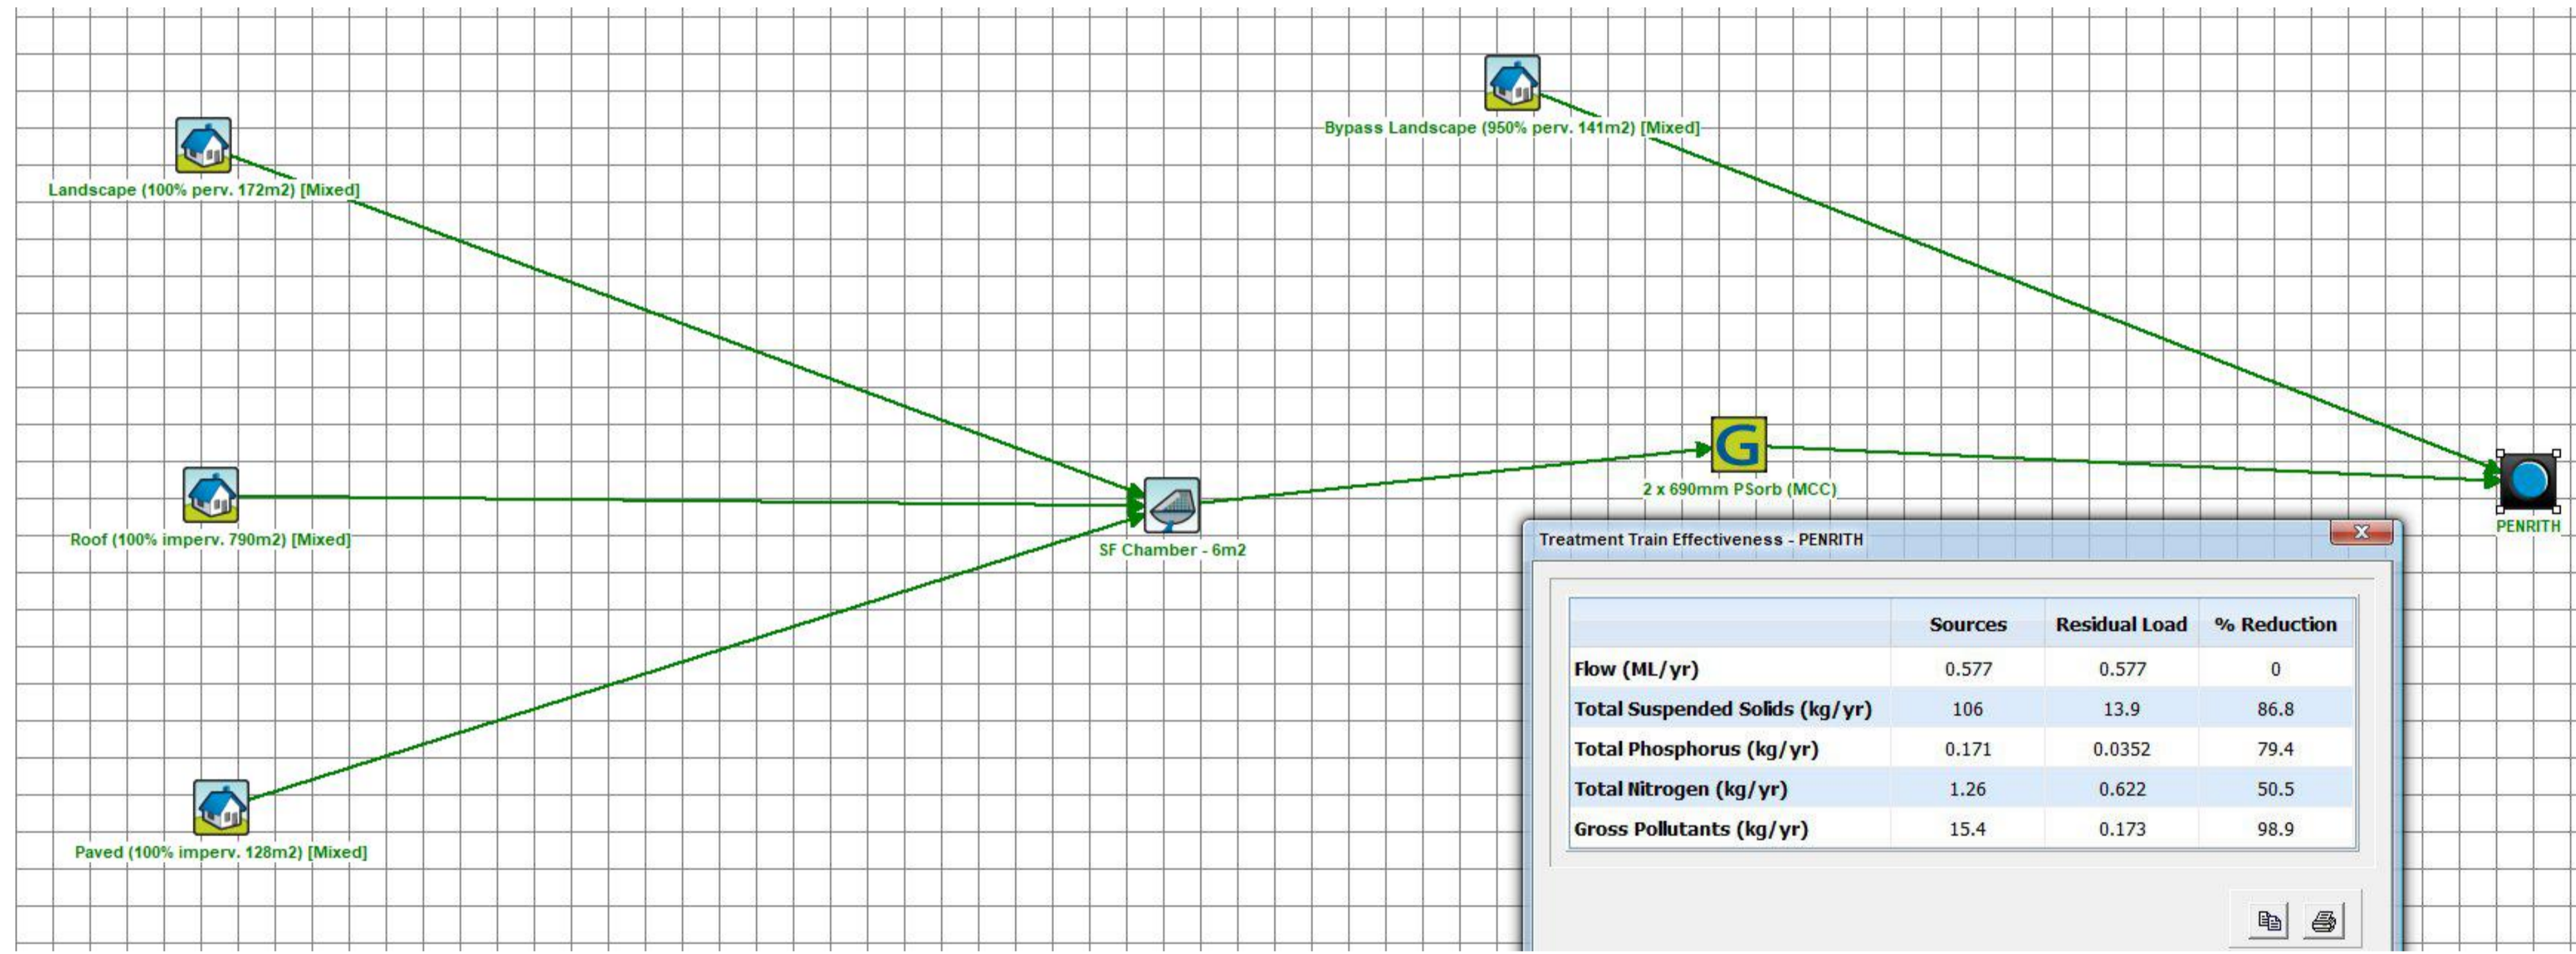 Bypass Landscape (950% perv. 141m2) [Mixed]
Landscape (100% perv. 172m2) [Mixed]
G
2 x 690mm PSorb (MCC)
PENRITH
Roof (100% imperv. 790m2) [Mixed]
SF Chamber - 6m2
Paved (100% imperv. 128m2) [Mixed]
Treatment Train Effectiveness - PENRITH
Sources Residual Load % Reduction
Flow (ML/yr) 0.577 0.577 0
Total Suspended Solids (kg/yr) 106 13.9 86.8
Total Phosphorus (kg/yr) 0.171 0.0352 79.4
Total Nitrogen (kg/yr) 1.26 0.622 50.5
Gross Pollutants (kg/yr) 15.4 0.173 98.9